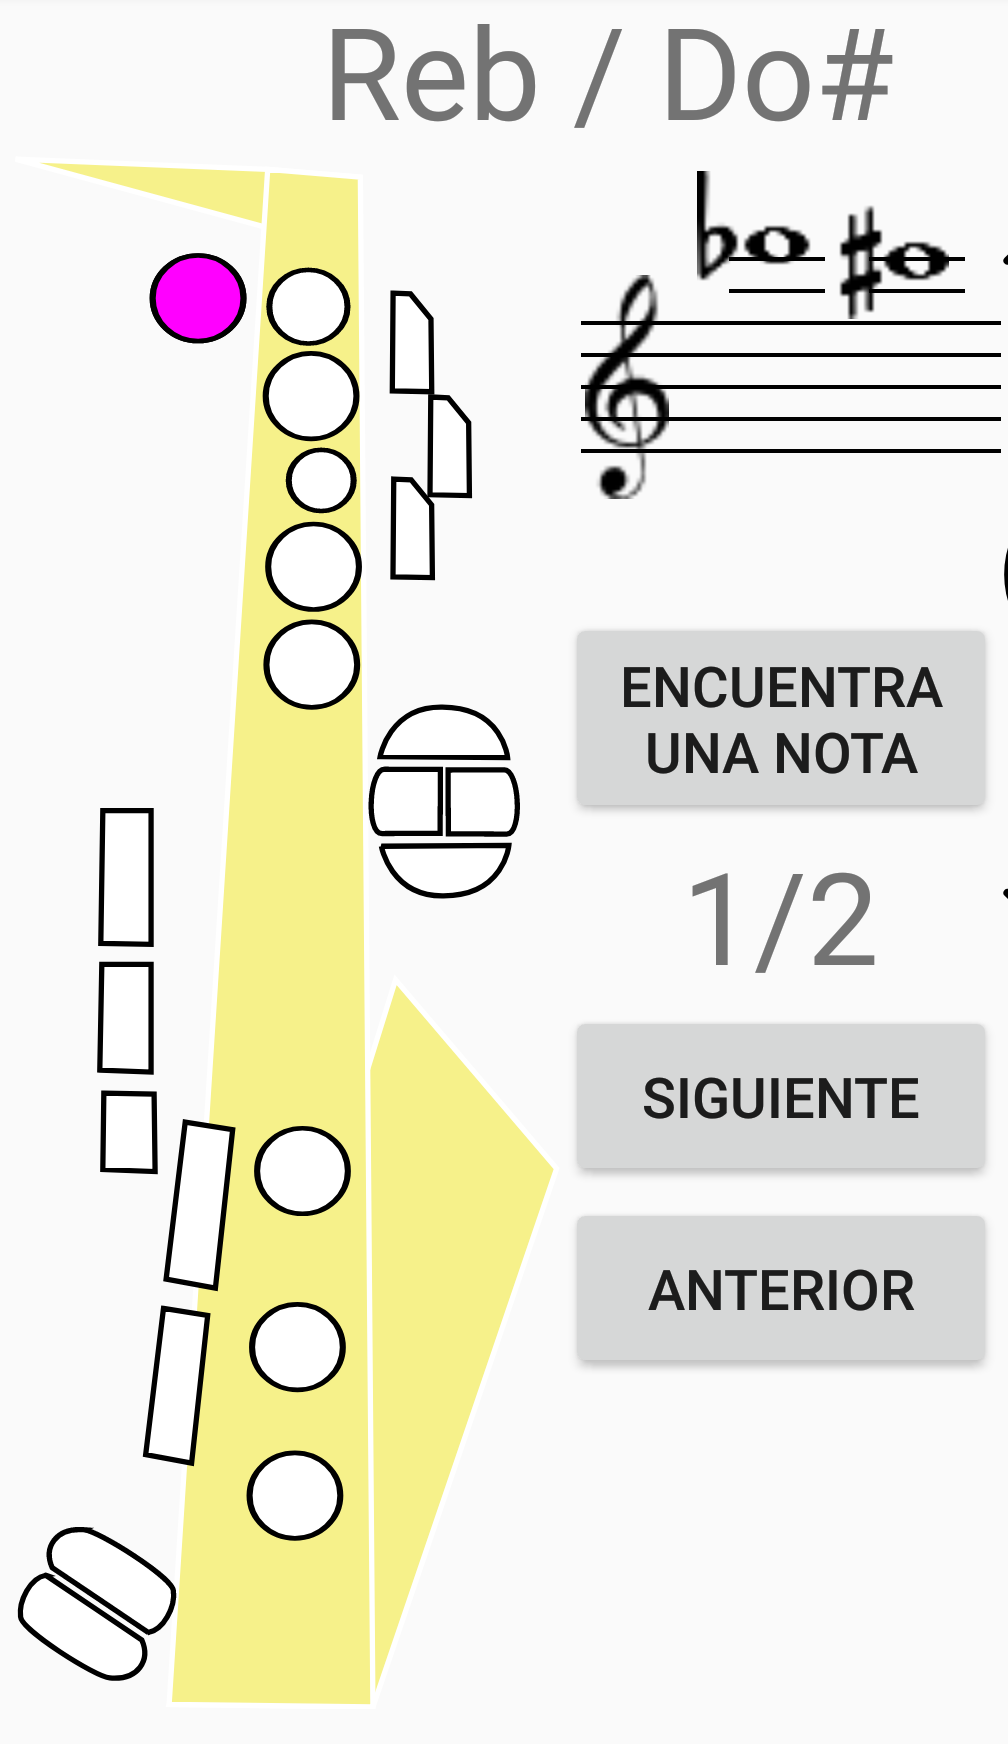 Reb / Do#
ENCUENTRA
UNA NOTA
1/2
SIGUIENTE
ANTERIOR